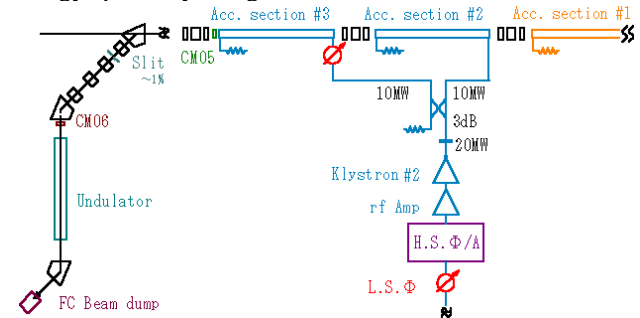 Acc. section #3
Acc. section #2
Acc. section #1
Slit
~1%
CM05
10MW
10MW
3dB
20MW
CM06
Klystron #2
Undulator
rf Amp
H.S.Φ/A
L.S.Φ
FC Beam dump